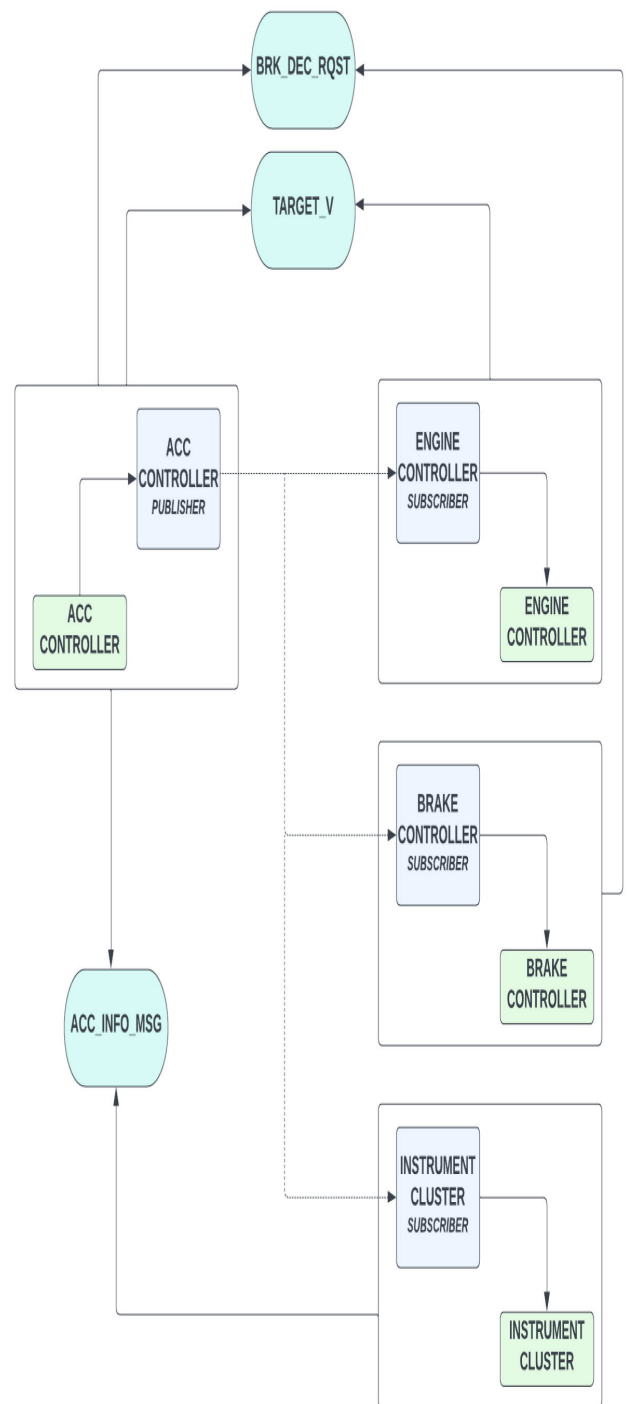 BRK_DEC_RQST
TARGET_V
ACC
CONTROLLER
PUBLISHER
ACC
CONTROLLER
ENGINE
CONTROLLER
SUBSCRIBER
ENGINE
CONTROLLER
BRAKE
CONTROLLER
SUBSCRIBER
BRAKE
CONTROLLER
ACC_INFO_MSG
INSTRUMENT
CLUSTER
SUBSCRIBER
INSTRUMENT
CLUSTER